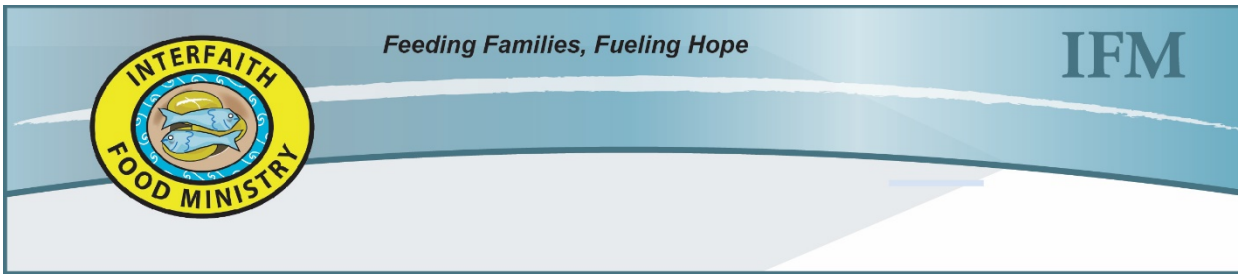 Feeding Families, Fueling Hope
IFM
INTERFAITH
FOOD MINISTRY